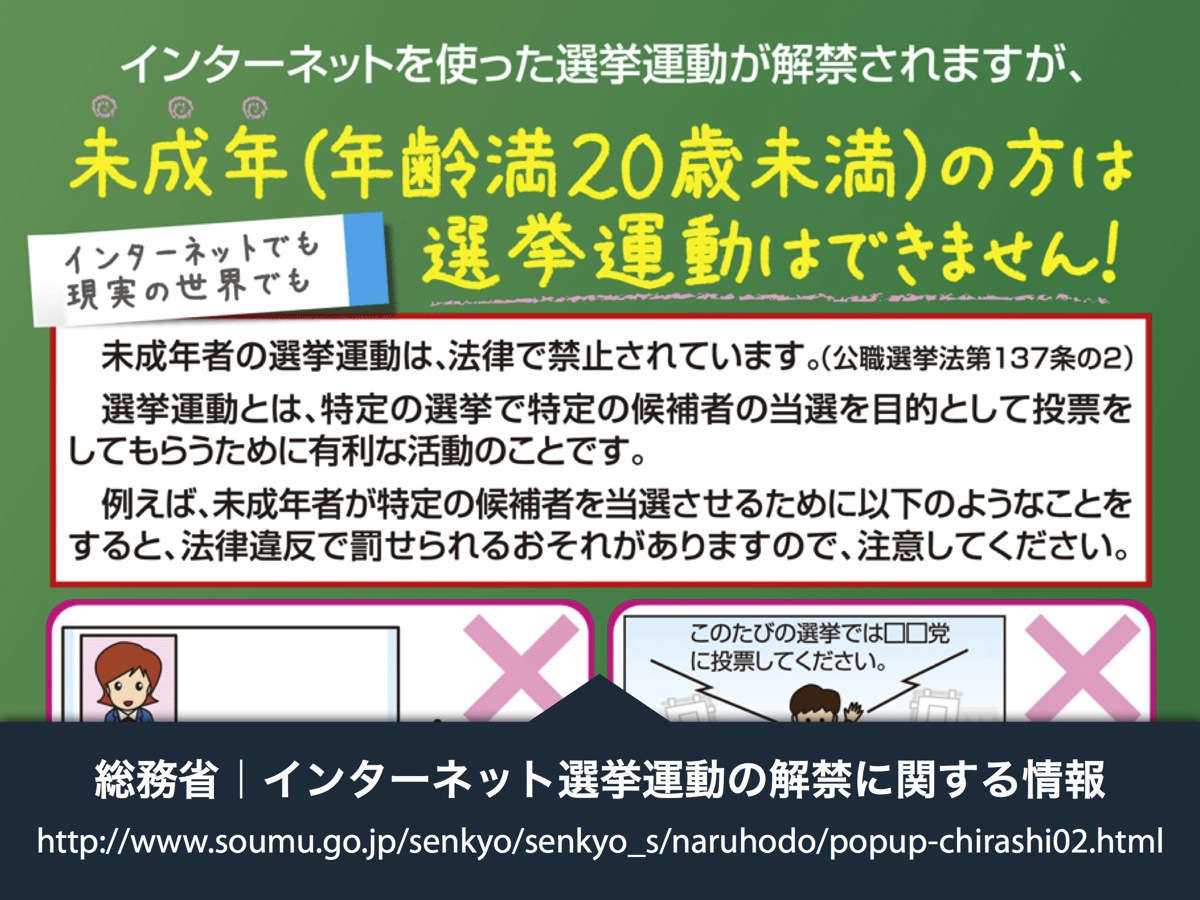 インターネットを使った選挙運動が解禁されますが、
未成年(年齢満20歳未満)の方は
インターネットでも
現実の世界でも
選挙運動はできません!
未成年者の選挙運動は、法律で禁止されています。(公職選挙法第137条の2)
選挙運動とは、特定の選挙で特定の候補者の当選を目的として投票を
してもらうために有利な活動のことです。
例えば、未成年者が特定の候補者を当選させるために以下のようなことを
すると、法律違反で罰せられるおそれがありますので、注意してください。
このたびの選挙では□□党
に投票してください。
総務省｜インターネット選挙運動の解禁に関する情報
http://www.soumu.go.jp/senkyo/senkyo_s/naruhodo/popup-chirashi02.html